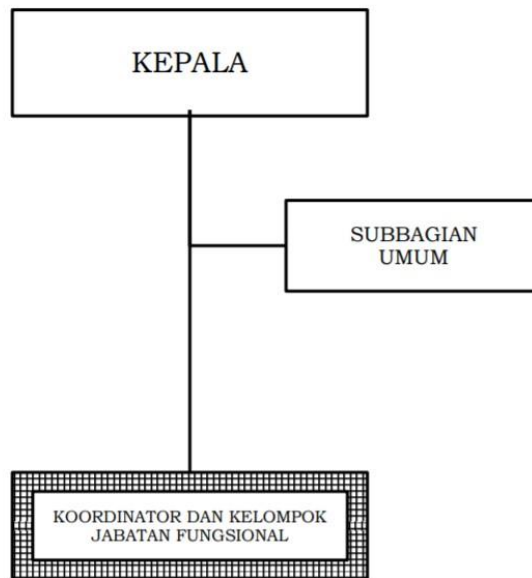 KEPALA
SUBBAGIAN
UMUM
KOORDINATOR DAN KELOMPOK
JABATAN FUNGSIONAL